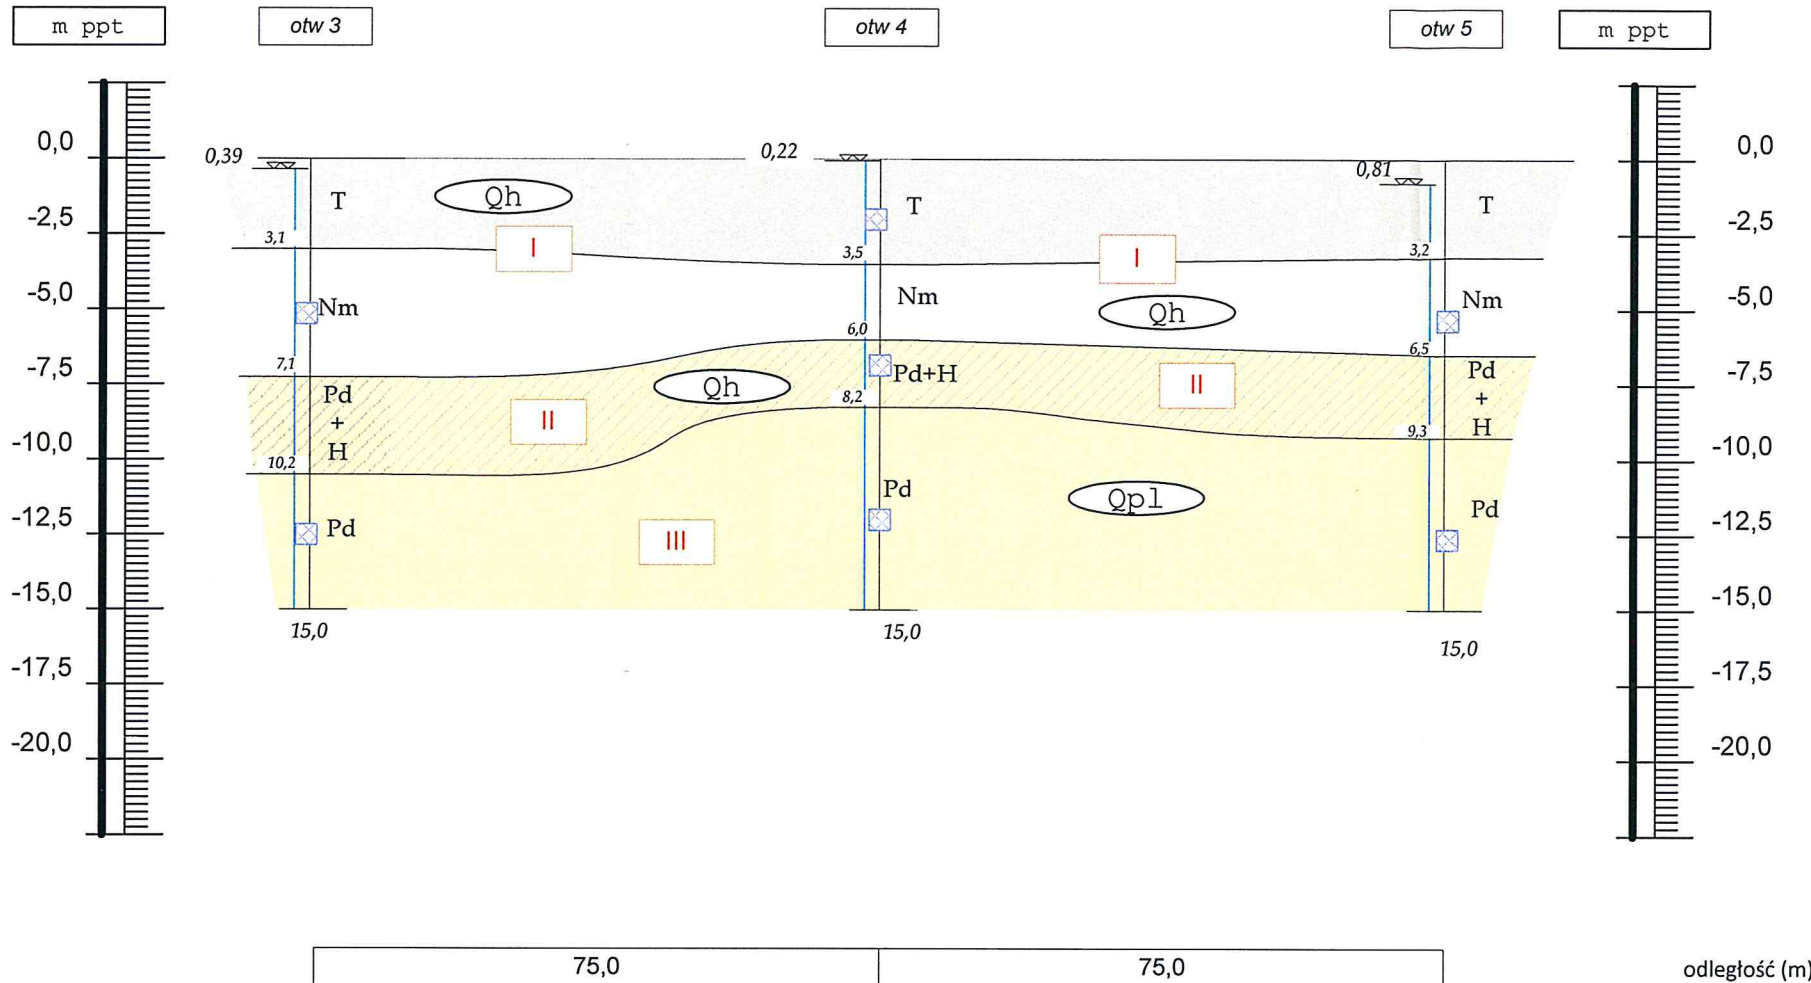 m ppt
otw 3
otw 4
otw 5
m ppt
0,0
-2,5
-5,0
-7,5
-10,0
-12,5
-15,0
-17,5
-20,0
0,39
T
Qh
3,1
I
Nm
7,1
Pd
+
H
II
10,2
Pd
15,0
III
0,22
T
3,5
Nm
6,0
Qh
Pd+H
8,2
Pd
15,0
I
Qh
II
Qpl
0,81
T
3,2
Nm
6,5
Pd
+
H
9,3
Pd
15,0
0,0
-2,5
-5,0
-7,5
-10,0
-12,5
-15,0
-17,5
-20,0
75,0
75,0
odległość (m)